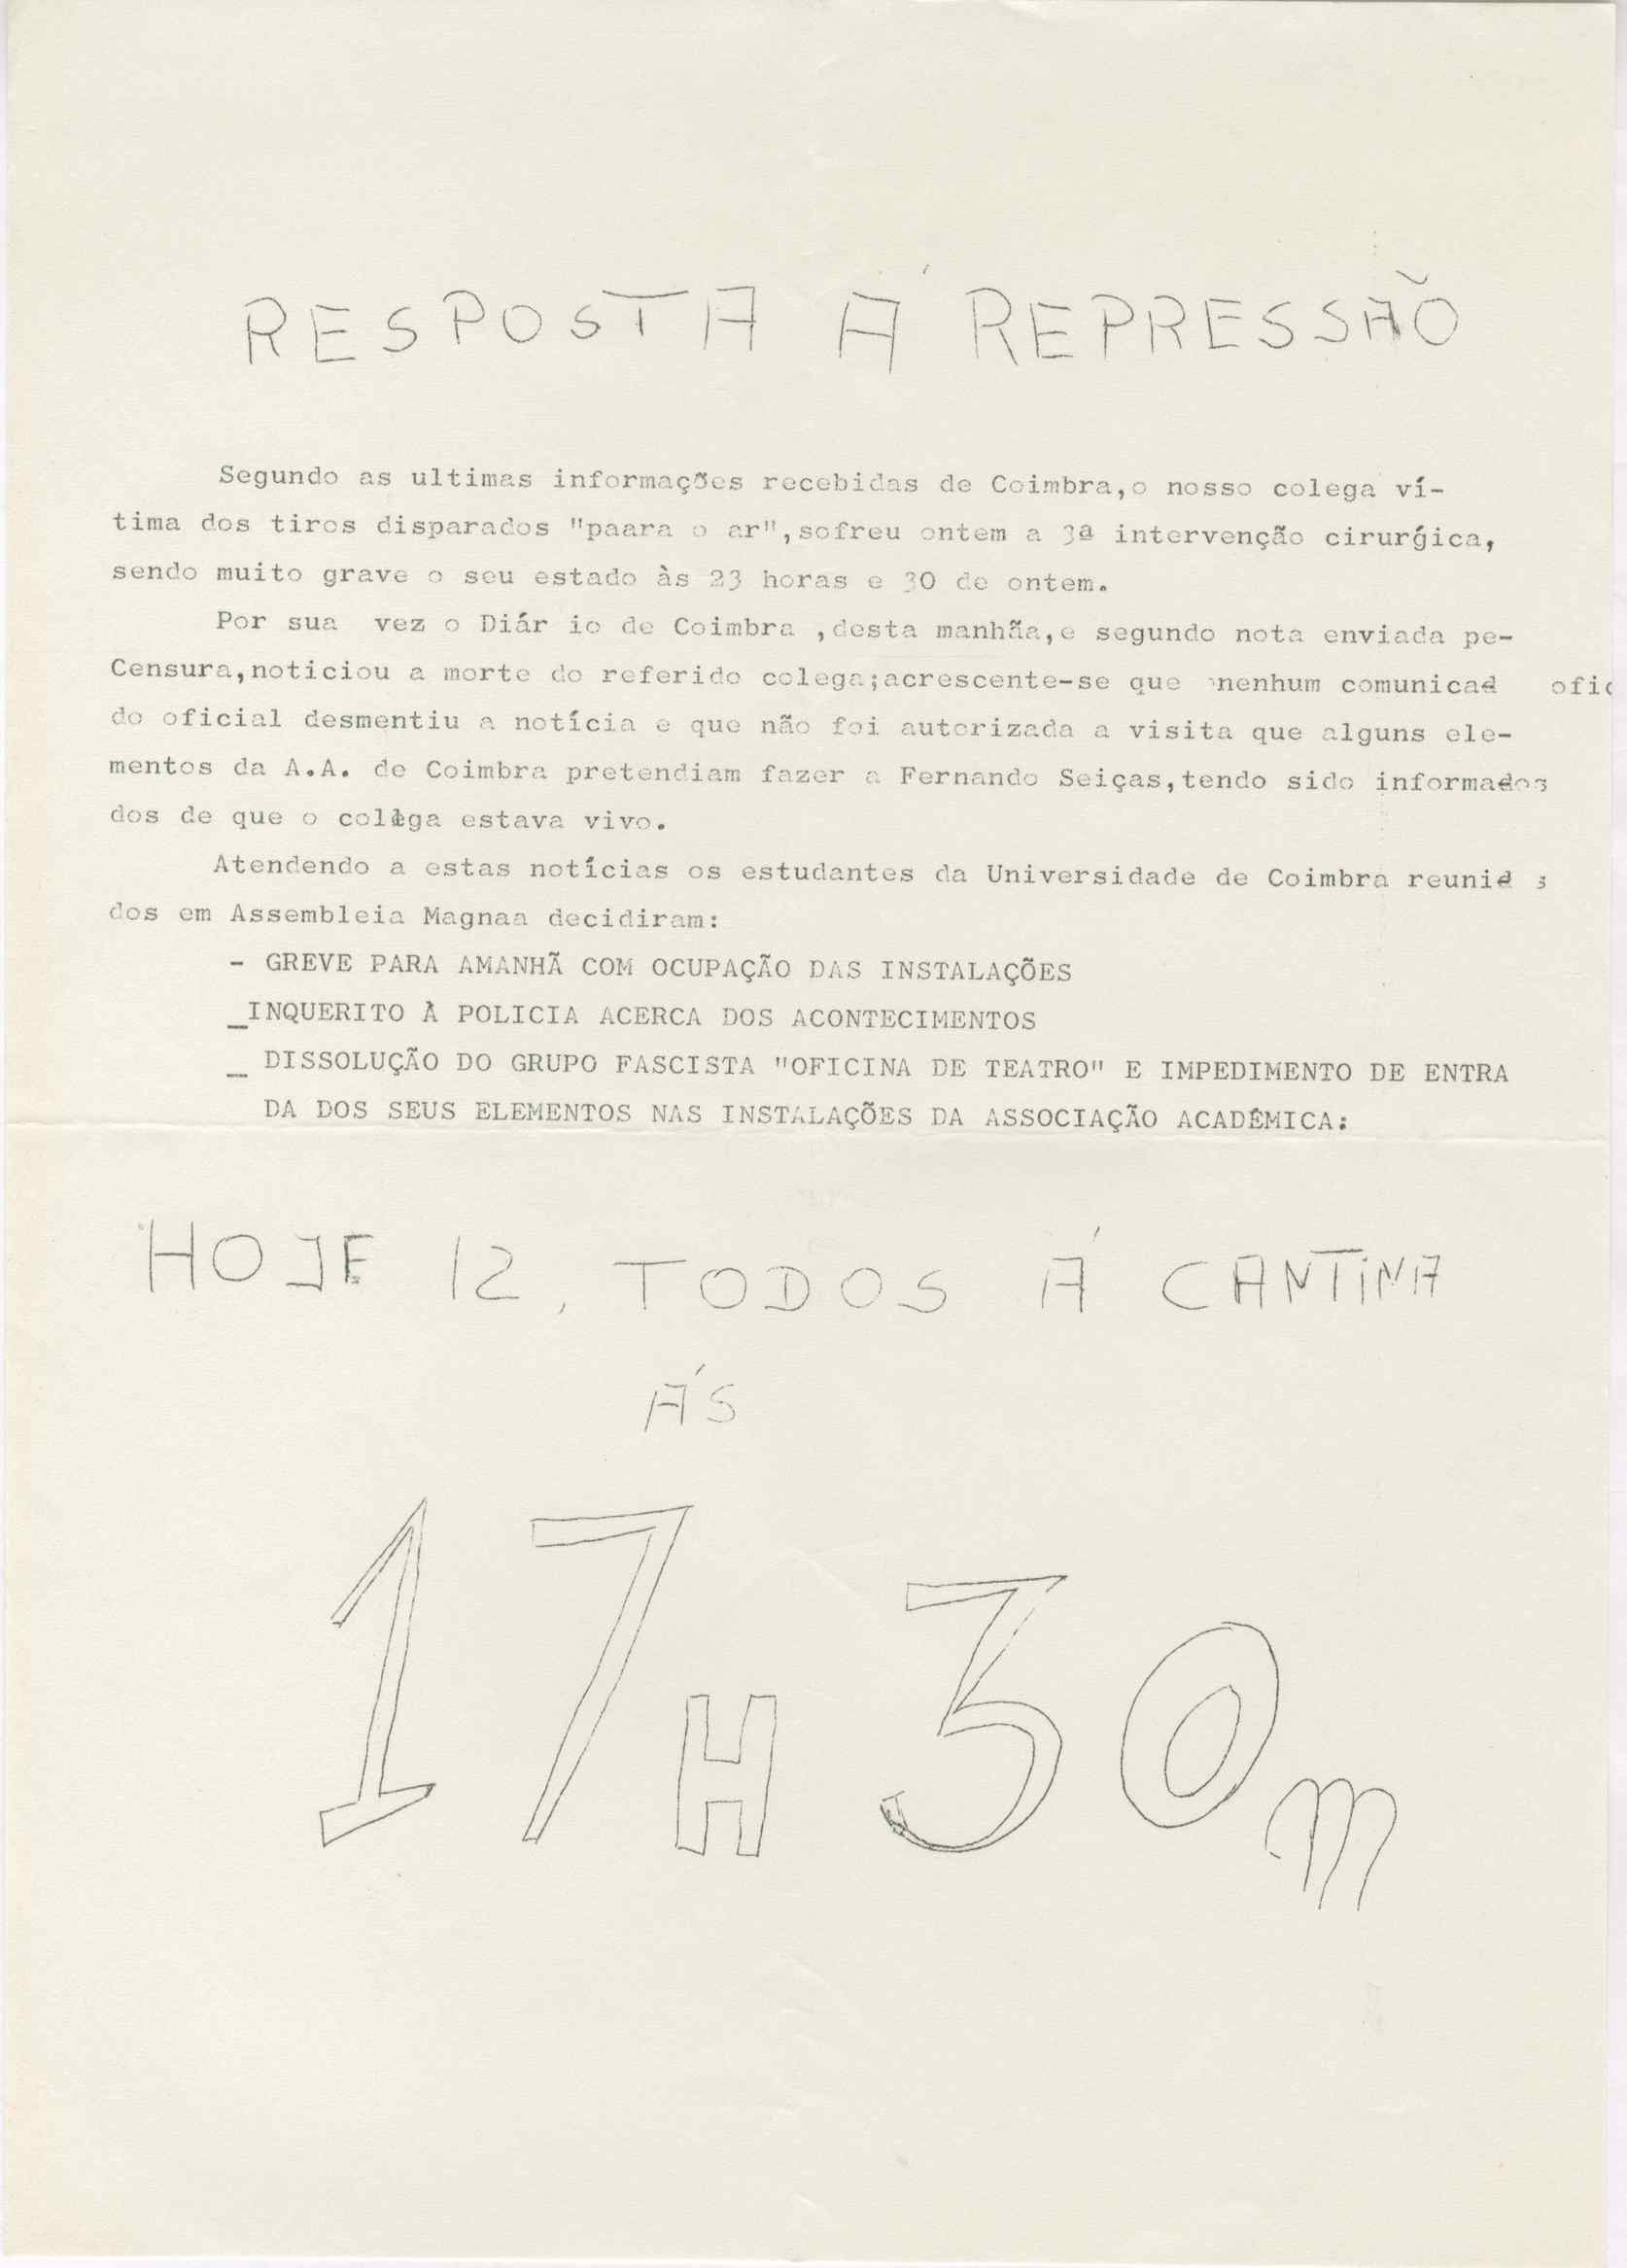 RESPOSTA Á REPRESSÃO
Segundo as ultimas informações recebidas de Coimbra,o nosso colega ví-
tima dos tiros disparados "paara o ar",sofreu ontem a 3ª intervenção cirurǵica,
sendo muito grave o seu estado às 23 horas e 30 de ontem.
Por sua vez o Diár io de Coimbra ,desta manhãa,e segundo nota enviada pe-
Censura,noticiou a morte do referido colega;acrescente-se que nenhum comunicad ofic
do oficial desmentiu a notícia e que não foi autorizada a visita que alguns ele-
mentos da A.A. de Coimbra pretendiam fazer a Fernando Seiças,tendo sido informados
dos de que o colega estava vivo.
Atendendo a estas notícias os estudantes da Universidade de Coimbra reunid s
dos em Assembleia Magnaa decidiram:
- GREVE PARA AMANHÃ COM OCUPAÇÃO DAS INSTALAÇÕES
_INQUERITO À POLICIA ACERCA DOS ACONTECIMENTOS
_ DISSOLUÇÃO DO GRUPO FASCISTA "OFICINA DE TEATRO" E IMPEDIMENTO DE ENTRA
DA DOS SEUS ELEMENTOS NAS INSTALAÇÕES DA ASSOCIAÇÃO ACADÉMICA:
HOJE 12, TODOS Á CANTINA
ÁS
17H 30m